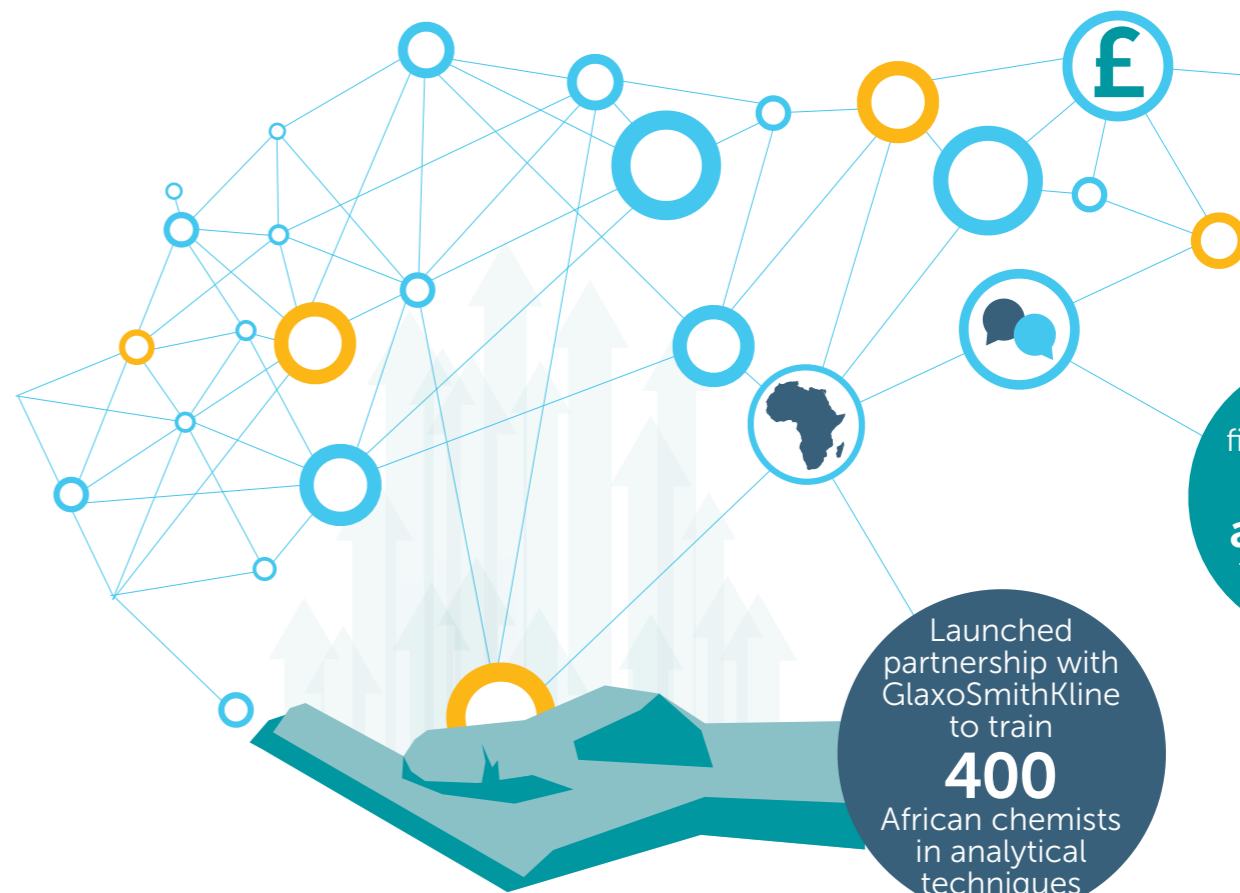 £
Launched
partnership with
GlaxoSmithKline
to train
400
African chemists
in analytical
techniques